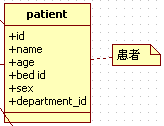 patient
+id
+name
+age
+bed id
+sex
+department_id
患者